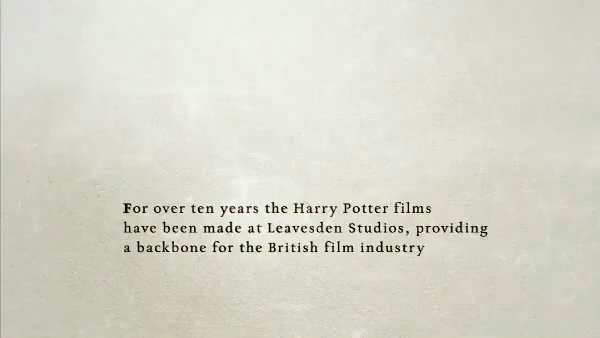 For over ten years the Harry Potter films
have been made at Leavesden Studios, providing
a backbone for the British film industry